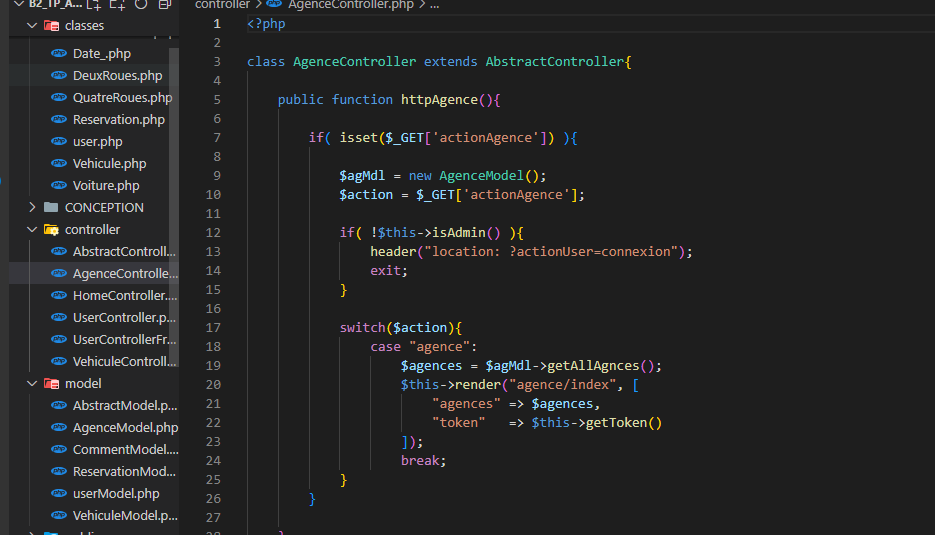 B2_TP_A...
classes
Date_.php
DeuxRoues.php
QuatreRoues.php
Reservation.php
user.php
Vehicule.php
Voiture.php
CONCEPTION
controller
AbstractControll...
AgenceControlle...
HomeController....
UserController.p...
UserControllerFr...
VehiculeControll...
model
AbstractModel.p...
AgenceModel.php
CommentModel....
ReservationMod...
userModel.php
VehiculeModel.p...
controller > AgenceController.php > ...
1 <?php
2
3 class AgenceController extends AbstractController{
4
5 public function httpAgence(){
6
7 if( isset($_GET['actionAgence']) ){
8
9 $agMdl = new AgenceModel();
10 $action = $_GET['actionAgence'];
11
12 if( !$this->isAdmin() ){
13 header("location: ?actionUser=connexion");
14 exit;
15 }
16
17 switch($action){
18 case "agence":
19 $agences = $agMdl->getAllAgnces();
20 $this->render("agence/index", [
21 "agences" => $agences,
22 "token"   => $this->getToken()
23 ]);
24 break;
25 }
26 }
27
28 }